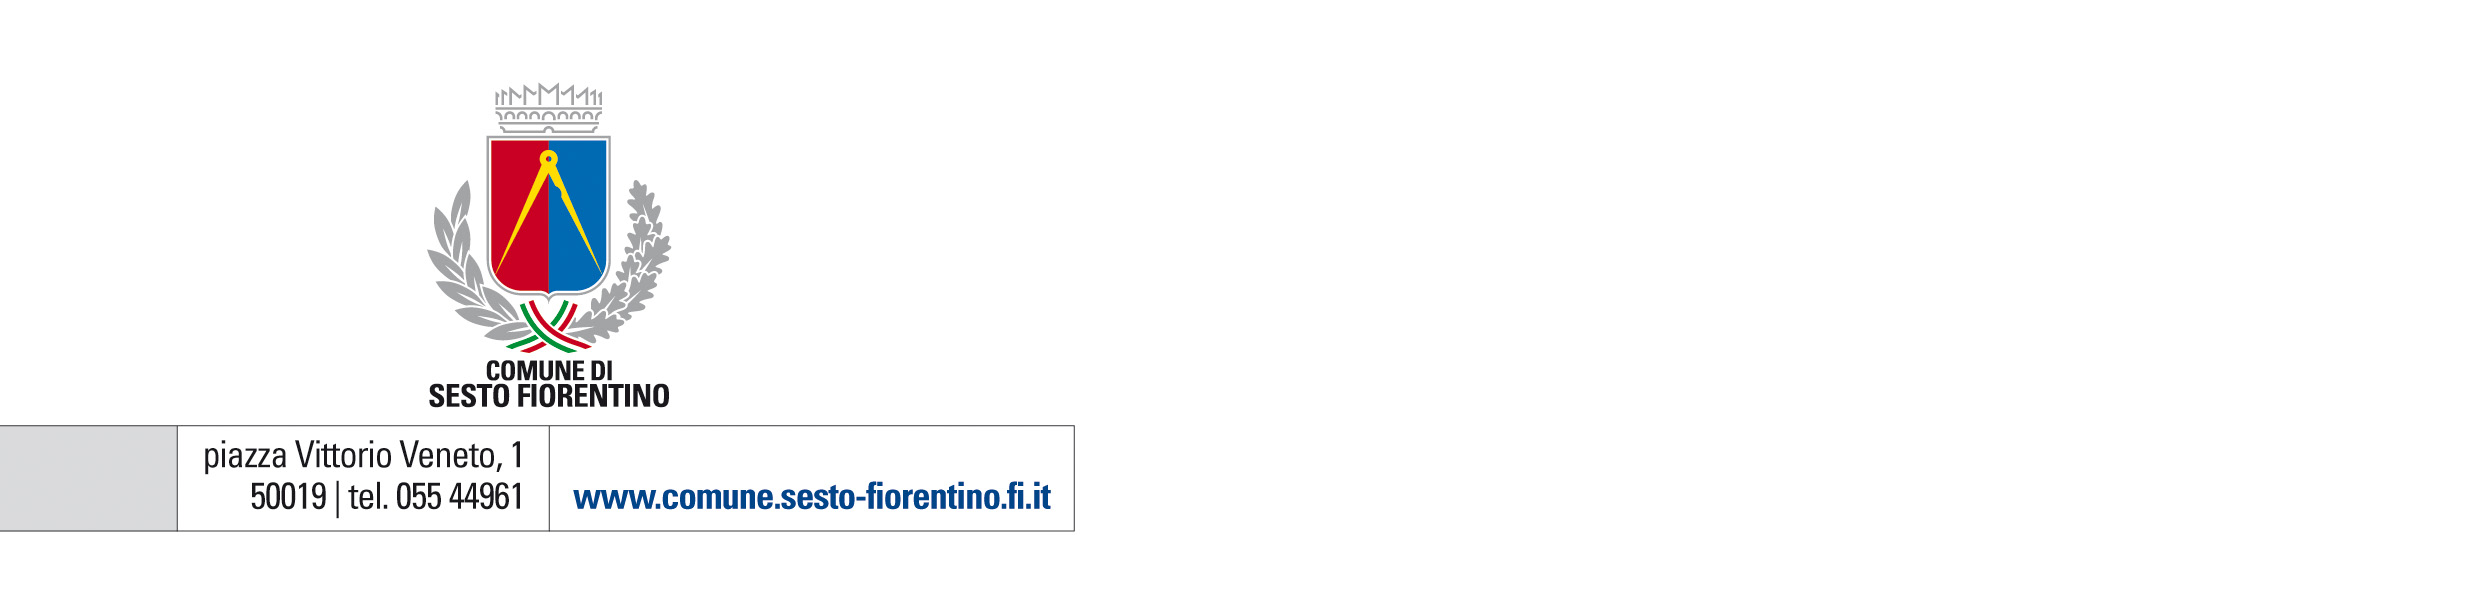 COMUNE DI
SESTO FIORENTINO
piazza Vittorio Veneto, 1
50019 | tel. 055 44961
www.comune.sesto-fiorentino.fi.it